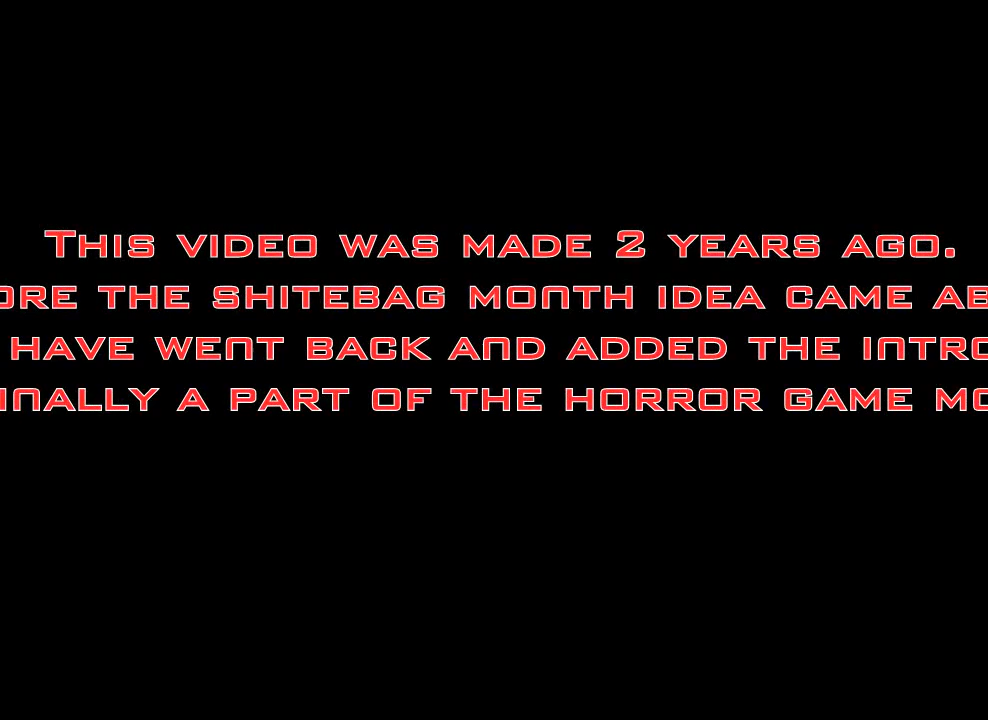 This video was made 2 years ago.
ore the shitebag month idea came ab
have went back and added the intro
inally a part of the horror game mo